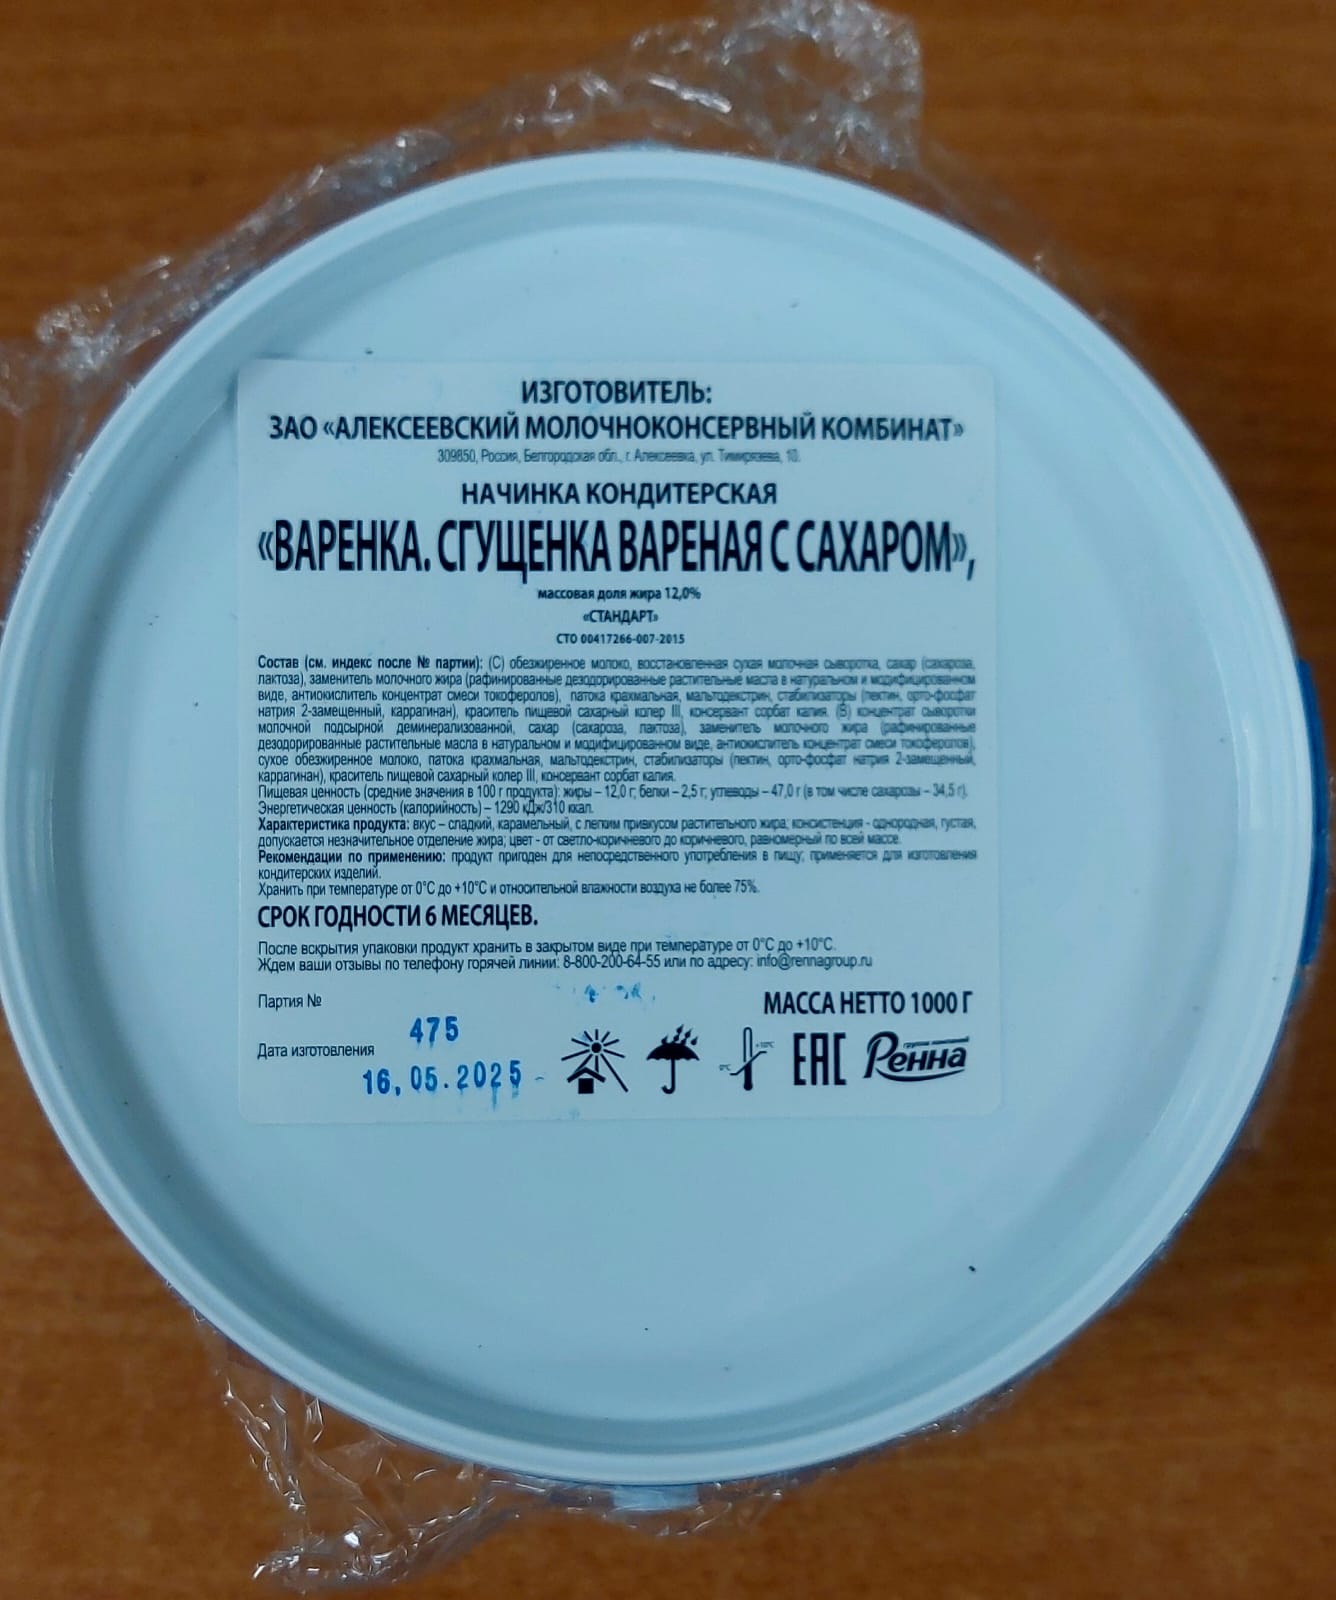 ИЗГОТОВИТЕЛЬ:
ЗАО «АЛЕКСЕЕВСКИЙ МОЛОЧНОКОНСЕРВНЫЙ КОМБИНАТ»
309850, Россия, Белгородская обл., г. Алексеевка, ул. Тимирязева, 10.
НАЧИНКА КОНДИТЕРСКАЯ
«ВАРЕНКА. СГУЩЕНКА ВАРЕНАЯ С САХАРОМ»,
массовая доля жира 12,0%
«СТАНДАРТ»
СТО 00417266-007-2015
Состав (см. индекс после № партии): (С) обезжиренное молоко, восстановленная сухая молочная сыворотка, сахар (сахароза,
лактоза), заменитель молочного жира (рафинированные дезодорированные растительные масла в натуральном и модифицированном
виде, антиокислитель концентрат смеси токоферолов), патока крахмальная, мальтодекстрин, стабилизаторы (пектин, орто-фосфат
натрия 2-замещенный, каррагинан), краситель пищевой сахарный колер III, консервант сорбат калия. (В) концентрат сыворотки
молочной подсырной деминерализованной, сахар (сахароза, лактоза), заменитель молочного жира (рафинированные
дезодорированные растительные масла в натуральном и модифицированном виде, антиокислитель концентрат смеси токоферолов),
сухое обезжиренное молоко, патока крахмальная, мальтодекстрин, стабилизаторы (пектин, орто-фосфат натрия 2-замещенный,
каррагинан), краситель пищевой сахарный колер III, консервант сорбат калия.
Пищевая ценность (средние значения в 100 г продукта): жиры – 12,0 г; белки – 2,5 г; углеводы – 47,0 г (в том числе сахарозы – 34,5 г).
Энергетическая ценность (калорийность) – 1290 кДж/310 ккал.
Характеристика продукта: вкус – сладкий, карамельный, с легким привкусом растительного жира; консистенция - однородная, густая,
допускается незначительное отделение жира; цвет - от светло-коричневого до коричневого, равномерный по всей массе.
Рекомендации по применению: продукт пригоден для непосредственного употребления в пищу; применяется для изготовления
кондитерских изделий.
Хранить при температуре от 0°С до +10°С и относительной влажности воздуха не более 75%.
СРОК ГОДНОСТИ 6 МЕСЯЦЕВ.
После вскрытия упаковки продукт хранить в закрытом виде при температуре от 0°С до +10°С.
Ждем ваши отзывы по телефону горячей линии: 8-800-200-64-55 или по адресу: info@rennagroup.ru
Партия №
475
МАССА НЕТТО 1000 Г
Дата изготовления
16.05.2025
0°С +10°С
ЕАС
группа компаний
Ренна